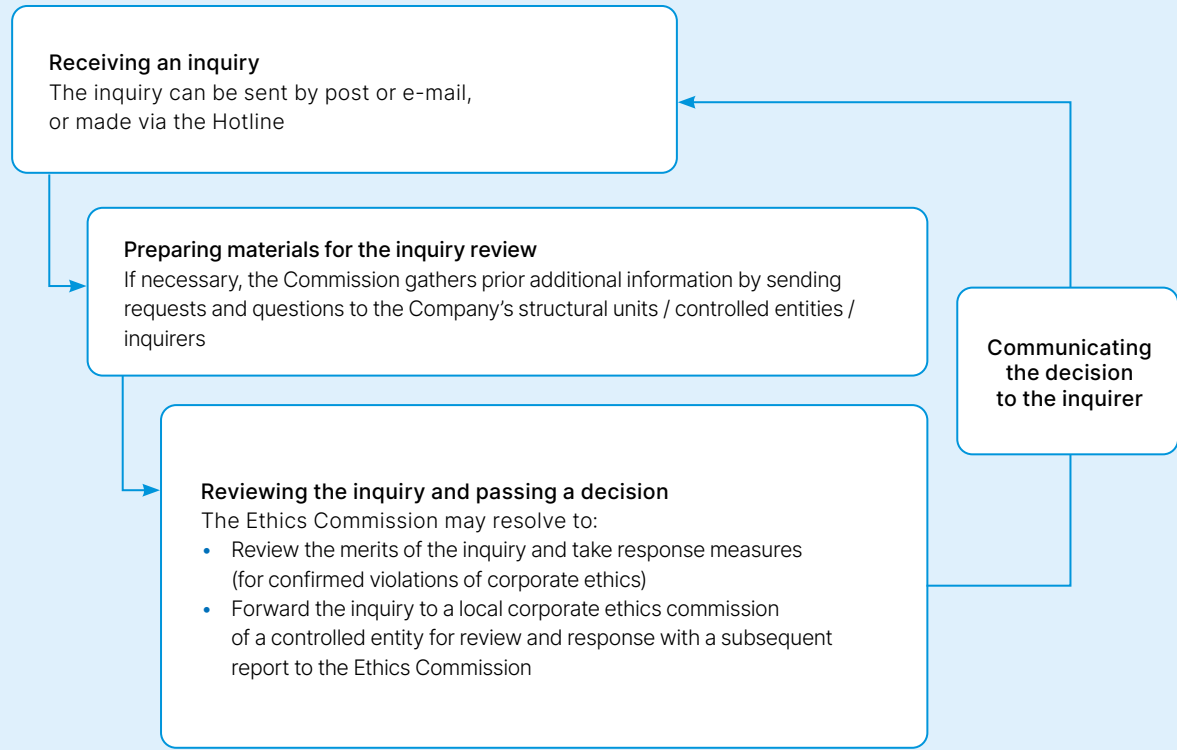 Receiving an inquiry
The inquiry can be sent by post or e-mail,
or made via the Hotline
Preparing materials for the inquiry review
If necessary, the Commission gathers prior additional information by sending
requests and questions to the Company's structural units / controlled entities /
inquirers
Communicating
the decision
to the inquirer
Reviewing the inquiry and passing a decision
The Ethics Commission may resolve to:
• Review the merits of the inquiry and take response measures
(for confirmed violations of corporate ethics)
• Forward the inquiry to a local corporate ethics commission
of a controlled entity for review and response with a subsequent
report to the Ethics Commission